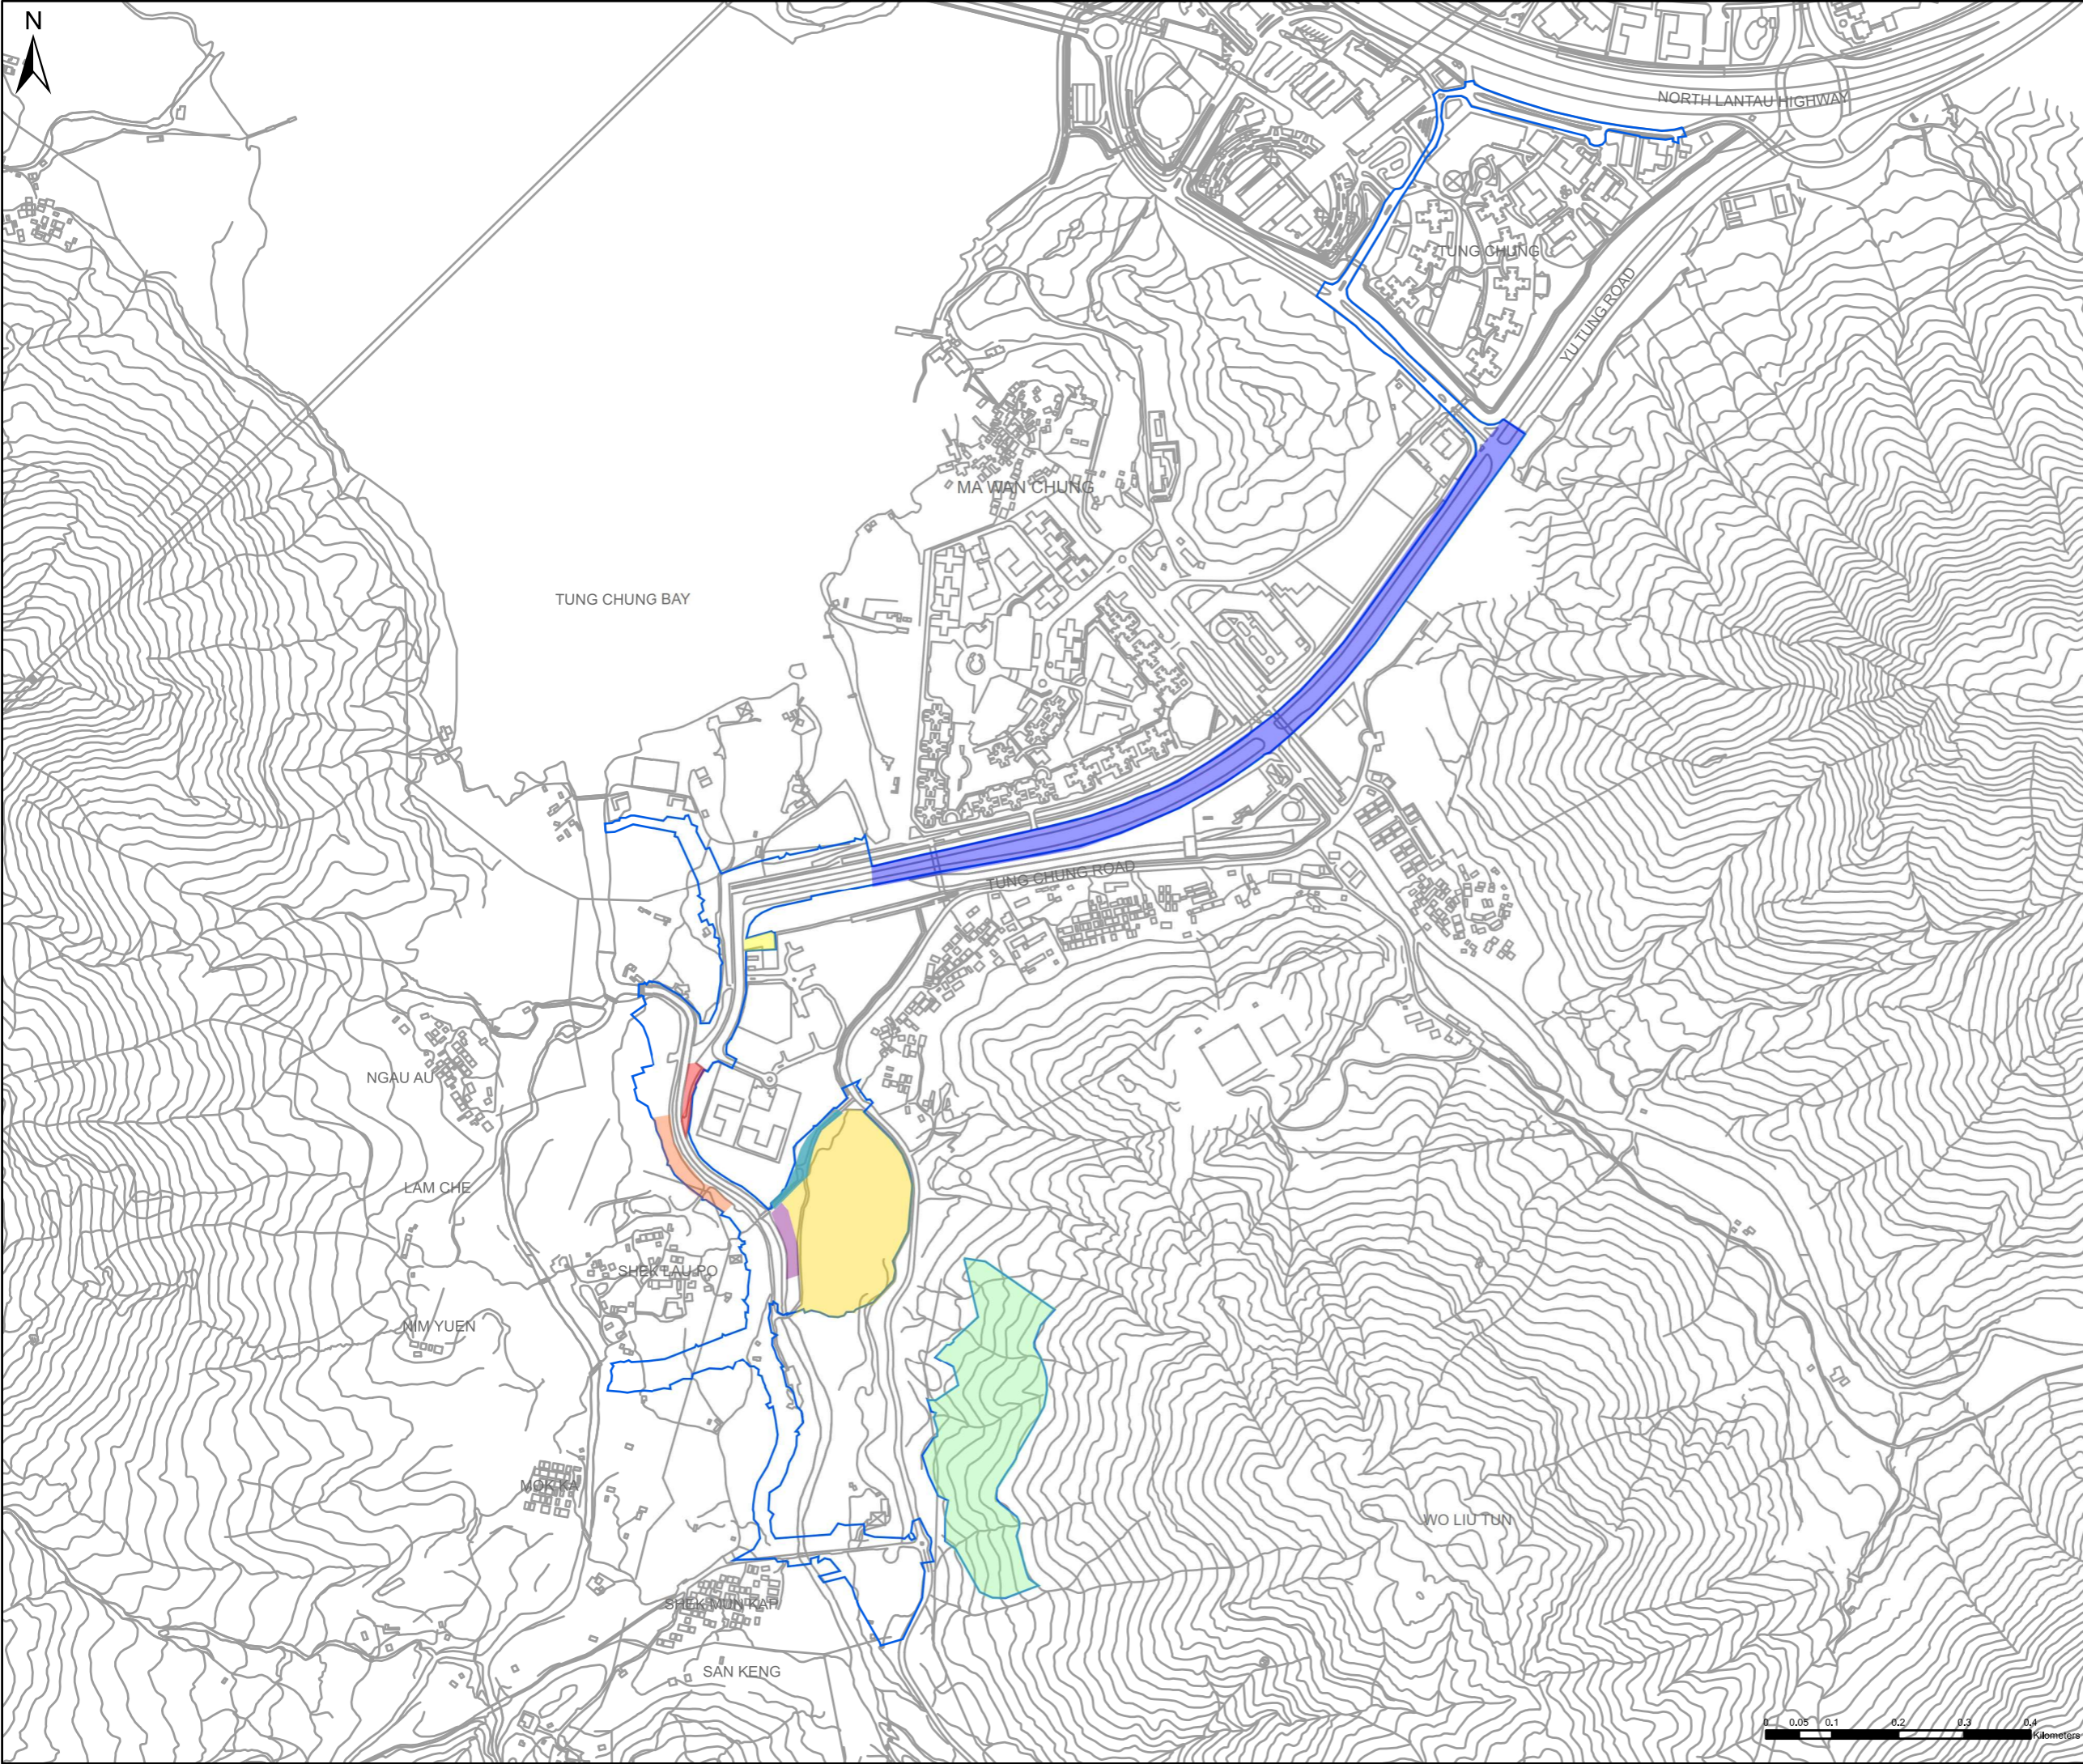 N
NORTH LANTAU HIGHWAY
TUNG CHUNG
YU TUNG ROAD
MA WAN CHUNG
TUNG CHUNG BAY
TUNG CHUNG ROAD
NGAU AU
LAM CHE
SHEK LAU PO
NIM YUEN
MOK KA
WO LIU TUN
SHEK MUN KAP
SAN KENG
0 0.05 0.1 0.2 0.3 0.4
Kilometers